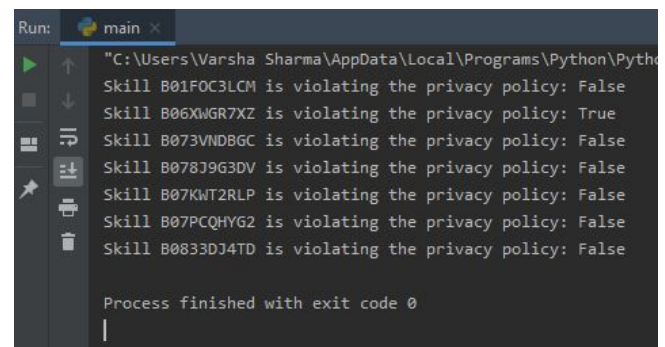 Run: main
"C:\Users\Varsha Sharma\AppData\Local\Programs\Python\Pytho
Skill B01FOC3LCM is violating the privacy policy: False
Skill B06XWGR7XZ is violating the privacy policy: True
Skill B073VNDBGC is violating the privacy policy: False
Skill B078J9G3DV is violating the privacy policy: False
Skill B07KWT2RLP is violating the privacy policy: False
Skill B07PCQHYG2 is violating the privacy policy: False
Skill B0833DJ4TD is violating the privacy policy: False
Process finished with exit code 0